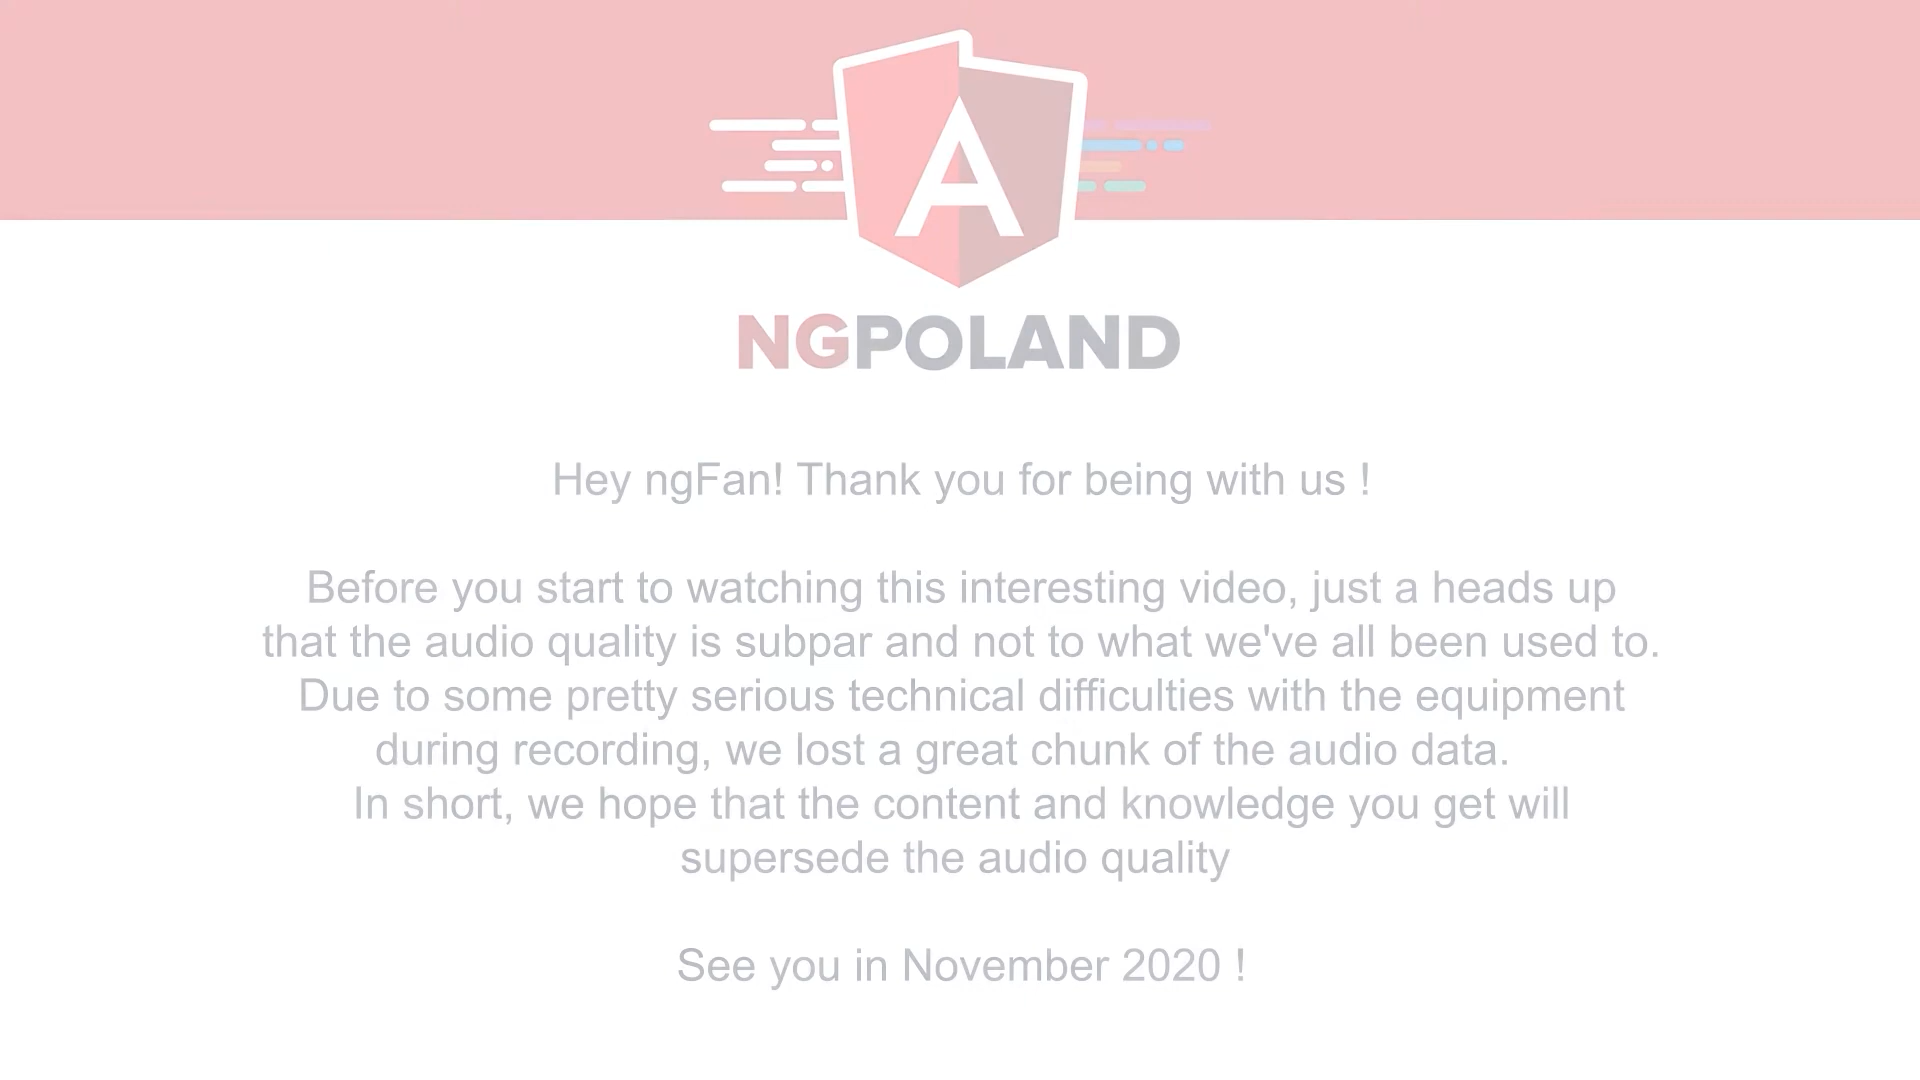 A
NGPOLAND
Hey ngFan! Thank you for being with us !
Before you start to watching this interesting video, just a heads up
that the audio quality is subpar and not to what we've all been used to.
Due to some pretty serious technical difficulties with the equipment
during recording, we lost a great chunk of the audio data.
In short, we hope that the content and knowledge you get will
supersede the audio quality
See you in November 2020 !